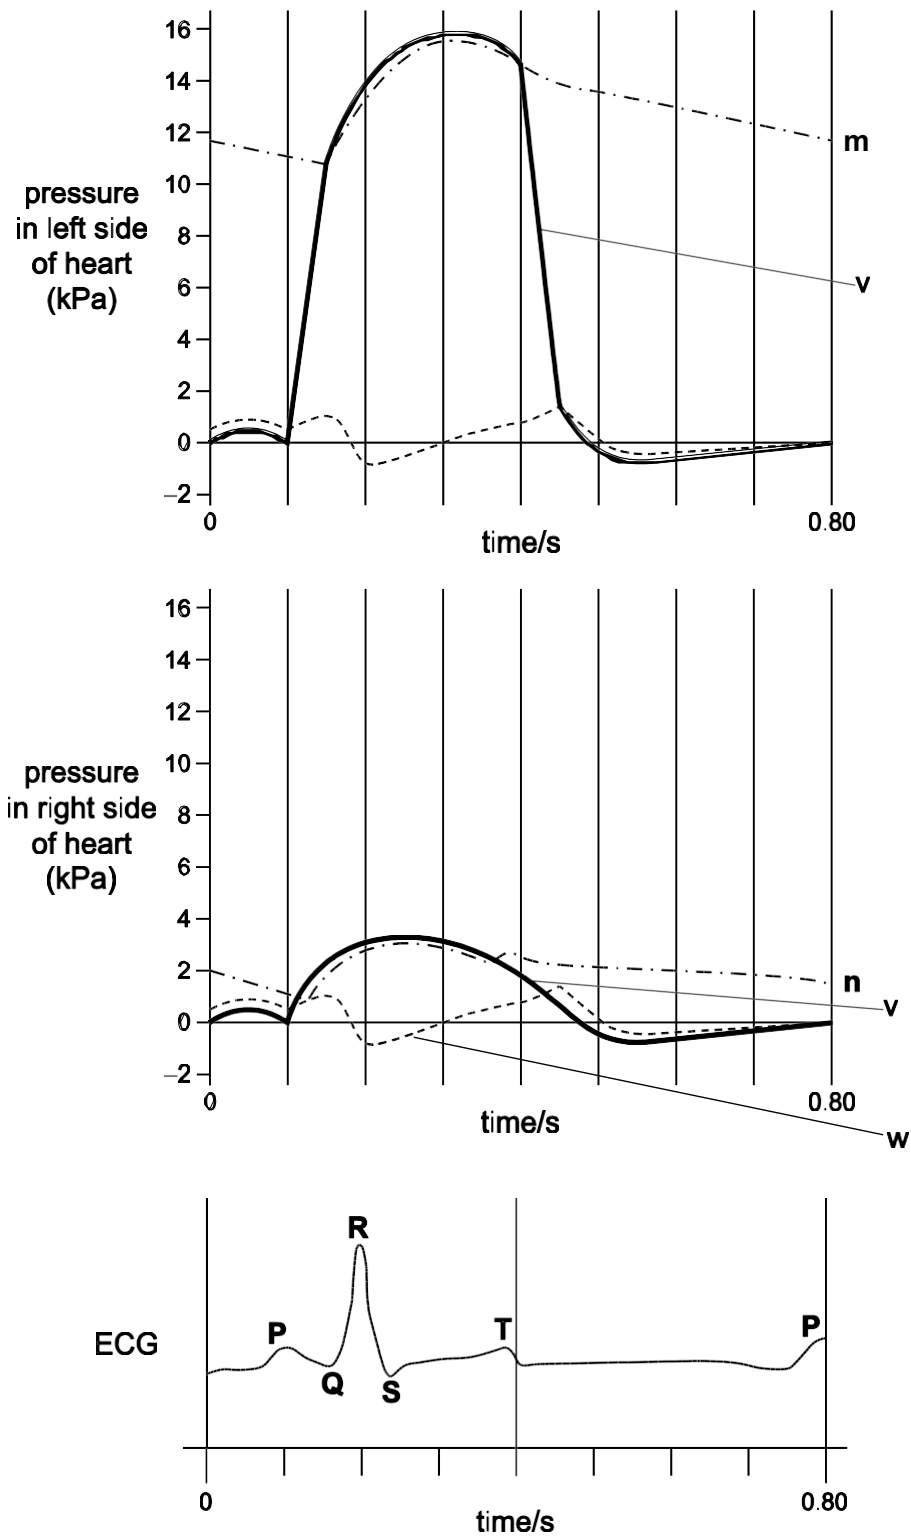 16
14
12
10
8
6
4
2
0
–2
pressure
in left side
of heart
(kPa)
m
v
0
0.80
time/s
16
14
12
10
8
6
4
2
0
–2
pressure
in right side
of heart
(kPa)
n
v
w
0
0.80
time/s
ECG
P
Q
R
S
T
P
0
0.80
time/s